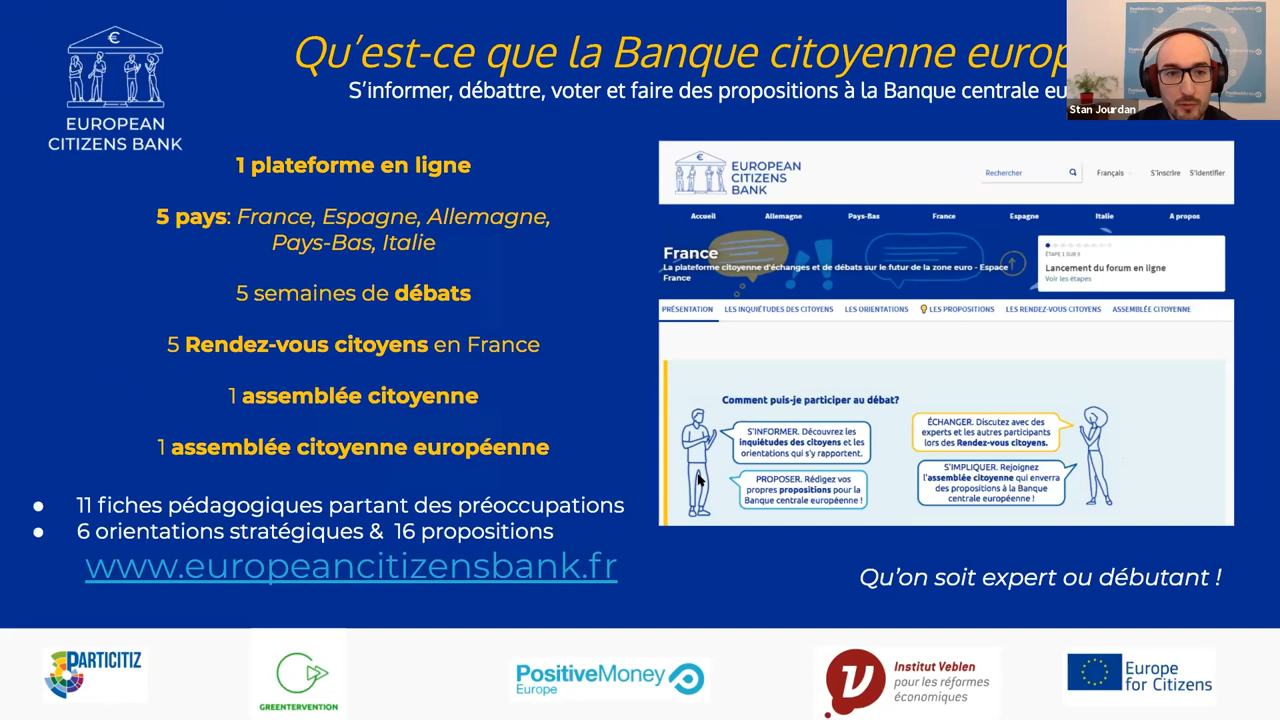 Qu'est-ce que la Banque citoyenne europ
S'informer, débattre, voter et faire des propositions à la Banque centrale eu
Stan Jourdan
EUROPEAN
CITIZENS BANK
1 plateforme en ligne
5 pays: France, Espagne, Allemagne,
Pays-Bas, Italie
5 semaines de débats
5 Rendez-vous citoyens en France
1 assemblée citoyenne
1 assemblée citoyenne européenne
● 11 fiches pédagogiques partant des préoccupations
● 6 orientations stratégiques & 16 propositions
www.europeancitizensbank.fr
EUROPEAN
CITIZENS
BANK
Rechercher
Français
S'inscrire
S'identifier
Accueil
Allemagne
Pays-Bas
France
Espagne
Italie
A propos
France
La plateforme citoyenne d'échanges et de débats sur le futur de la zone euro - Espace
France
ÉTAPE 1 SUR 8
Lancement du forum en ligne
Voir les étapes
PRÉSENTATION
LES INQUIÉTUDES DES CITOYENS
LES ORIENTATIONS
LES PROPOSITIONS
LES RENDEZ-VOUS CITOYENS
ASSEMBLÉE CITOYENNE
Comment puis-je participer au débat?
S'INFORMER. Découvrez les
inquiétudes des citoyens et les
orientations qui s'y rapportent.
ÉCHANGER. Discutez avec des
experts et les autres participants
lors des Rendez-vous citoyens.
PROPOSER. Rédigez vos
propres propositions pour la
Banque centrale européenne !
S'IMPLIQUER. Rejoignez
l'assemblée citoyenne qui enverra
des propositions à la Banque
centrale européenne !
Qu'on soit expert ou débutant !
PARTICITIZ
GREENTERVENTION
PositiveMoney
Europe
Institut Veblen
pour les réformes
économiques
Europe
for Citizens